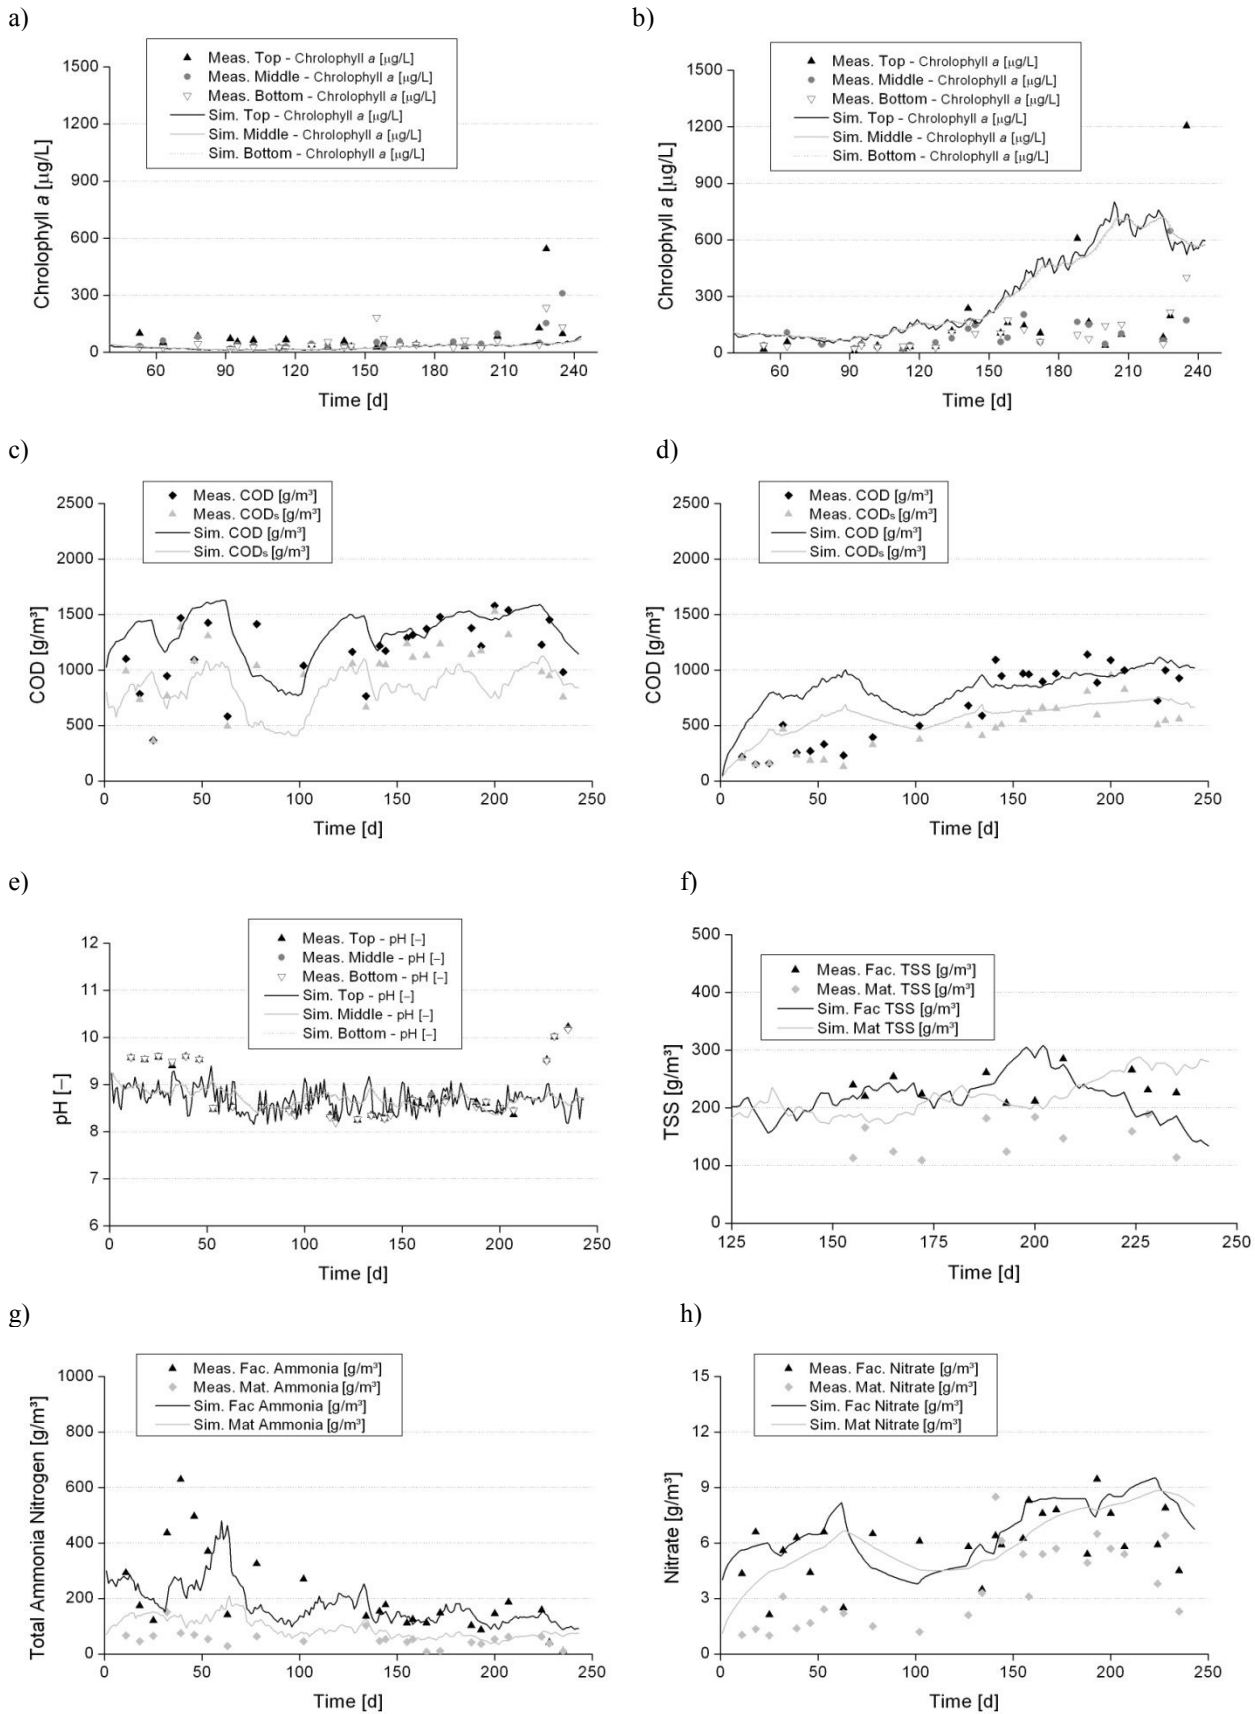 a)
Meas. Top - Chrolophyll a [µg/L]
Meas. Middle - Chrolophyll a [µg/L]
Meas. Bottom - Chrolophyll a [µg/L]
Sim. Top - Chrolophyll a [µg/L]
Sim. Middle - Chrolophyll a [µg/L]
Sim. Bottom - Chrolophyll a [µg/L]
Chrolophyll a [µg/L]
1500
1200
900
600
300
0
60 90 120 150 180 210 240
Time [d]
b)
Meas. Top - Chrolophyll a [µg/L]
Meas. Middle - Chrolophyll a [µg/L]
Meas. Bottom - Chrolophyll a [µg/L]
Sim. Top - Chrolophyll a [µg/L]
Sim. Middle - Chrolophyll a [µg/L]
Sim. Bottom - Chrolophyll a [µg/L]
Chrolophyll a [µg/L]
1500
1200
900
600
300
0
60 90 120 150 180 210 240
Time [d]
c)
Meas. COD [g/m³]
Meas. CODs [g/m³]
Sim. COD [g/m³]
Sim. CODs [g/m³]
COD [g/m³]
2500
2000
1500
1000
500
0
0 50 100 150 200 250
Time [d]
d)
Meas. COD [g/m³]
Meas. CODs [g/m³]
Sim. COD [g/m³]
Sim. CODs [g/m³]
COD [g/m³]
2500
2000
1500
1000
500
0
0 50 100 150 200 250
Time [d]
e)
Meas. Top - pH [–]
Meas. Middle - pH [–]
Meas. Bottom - pH [–]
Sim. Top - pH [–]
Sim. Middle - pH [–]
Sim. Bottom - pH [–]
pH [–]
12
11
10
9
8
7
6
0 50 100 150 200 250
Time [d]
f)
Meas. Fac. TSS [g/m³]
Meas. Mat. TSS [g/m³]
Sim. Fac TSS [g/m³]
Sim. Mat TSS [g/m³]
TSS [g/m³]
500
400
300
200
100
0
125 150 175 200 225 250
Time [d]
g)
Meas. Fac. Ammonia [g/m³]
Meas. Mat. Ammonia [g/m³]
Sim. Fac Ammonia [g/m³]
Sim. Mat Ammonia [g/m³]
Total Ammonia Nitrogen [g/m³]
1000
800
600
400
200
0
0 50 100 150 200 250
Time [d]
h)
Meas. Fac. Nitrate [g/m³]
Meas. Mat. Nitrate [g/m³]
Sim. Fac Nitrate [g/m³]
Sim. Mat Nitrate [g/m³]
Nitrate [g/m³]
15
12
9
6
3
0
0 50 100 150 200 250
Time [d]